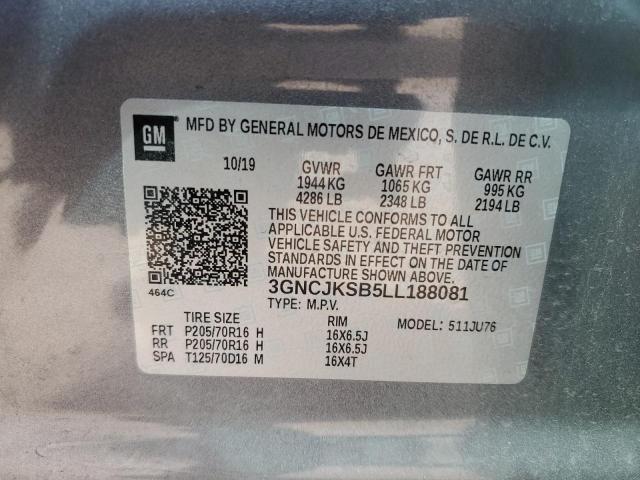 GM
MFD BY GENERAL MOTORS DE MEXICO, S. DE R.L. DE C.V.
10/19 GVWR GAWR FRT GAWR RR
1944 KG 1065 KG 995 KG
4286 LB 2348 LB 2194 LB
THIS VEHICLE CONFORMS TO ALL
APPLICABLE U.S. FEDERAL MOTOR
VEHICLE SAFETY AND THEFT PREVENTION
STANDARDS IN EFFECT ON THE DATE OF
MANUFACTURE SHOWN ABOVE.
464C 3GNCJKSB5LL188081
TYPE: M.P.V.
TIRE SIZE RIM MODEL: 511JU76
FRT P205/70R16 H 16X6.5J
RR P205/70R16 H 16X6.5J
SPA T125/70D16 M 16X4T